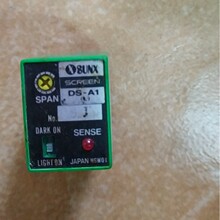 SUNX
SCREEN
SPAN DS-A1
No. J
DARK ON SENSE
LIGHT ON JAPAN